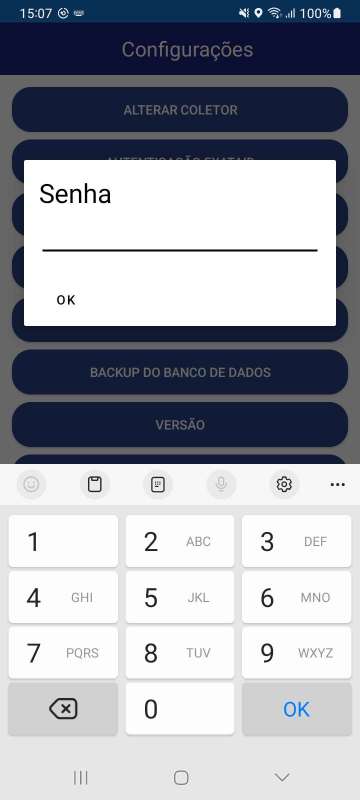 15:07 100%
Configurações
ALTERAR COLETOR
Senha
OK
BACKUP DO BANCO DE DADOS
VERSÃO
1
2 ABC
3 DEF
4 GHI
5 JKL
6 MNO
7 PQRS
8 TUV
9 WXYZ
0
OK